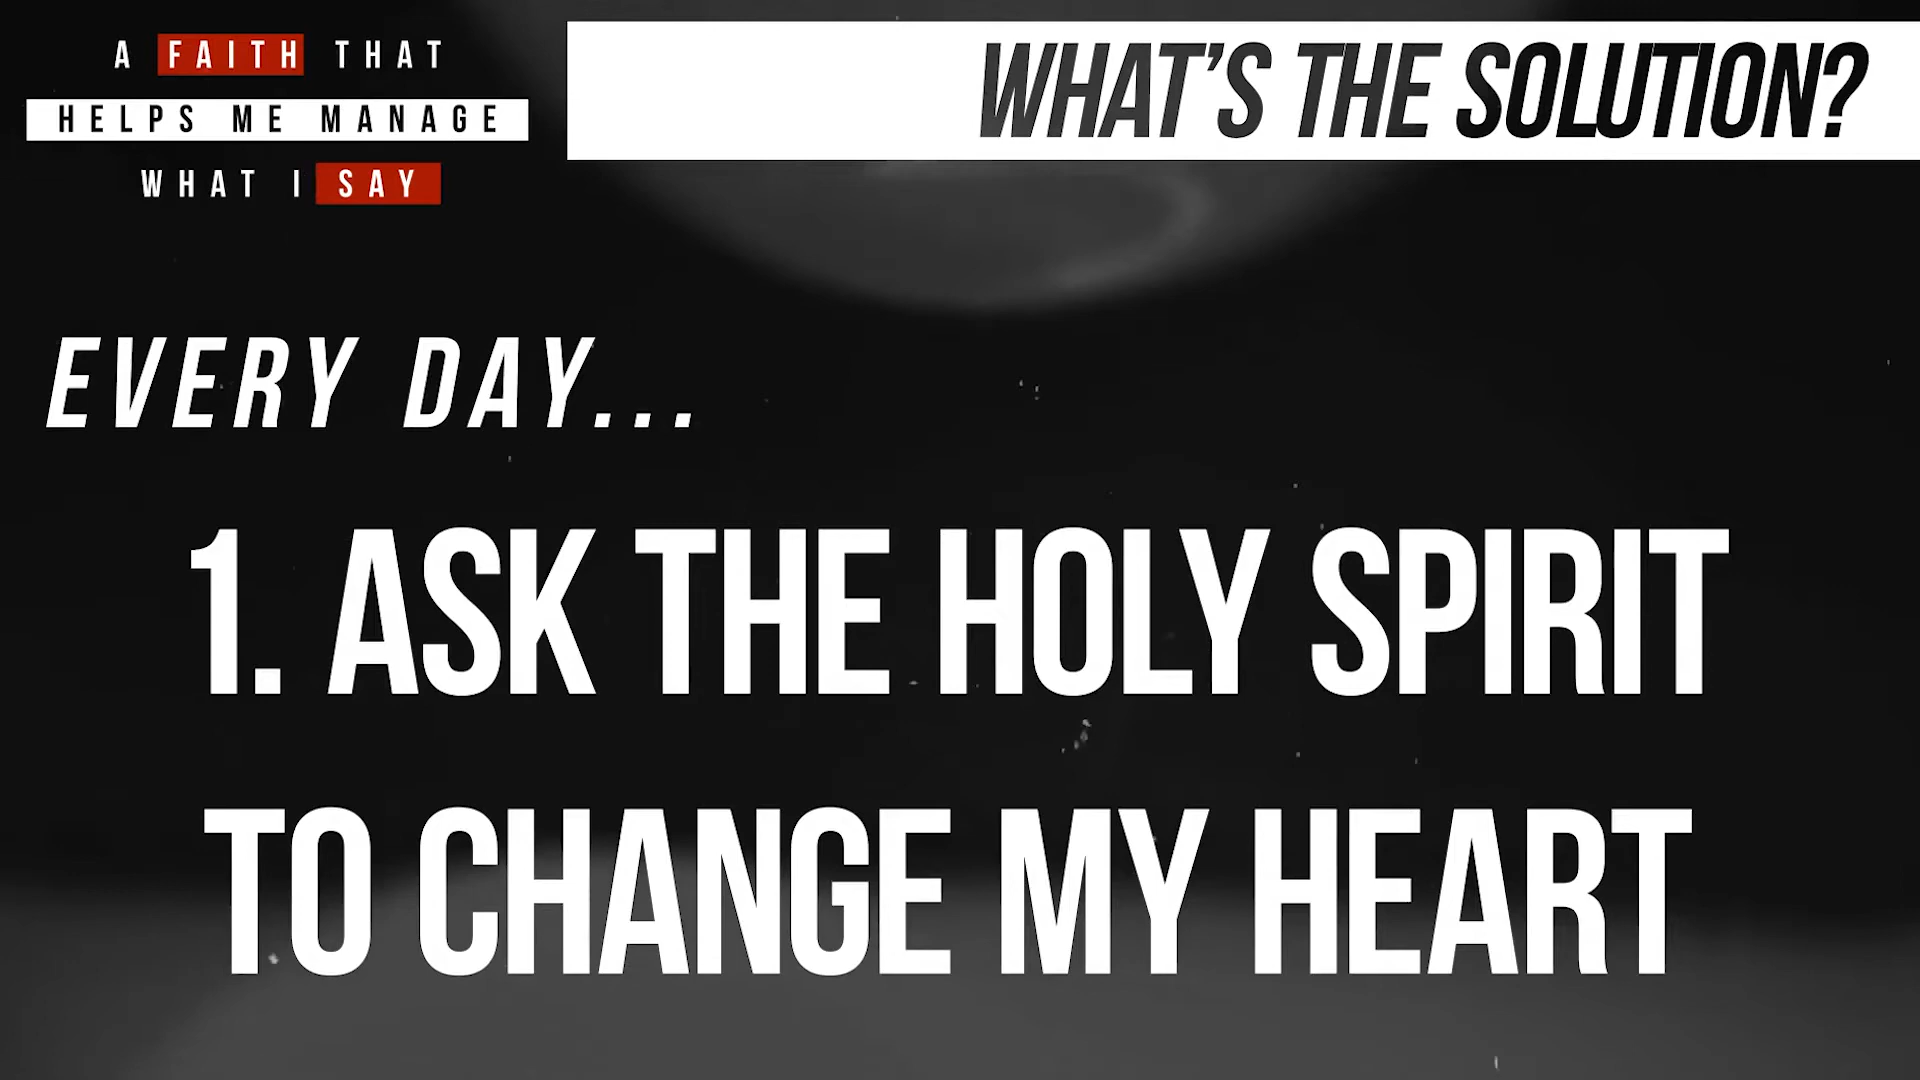 A FAITH THAT
HELPS ME MANAGE
WHAT I SAY
WHAT'S THE SOLUTION?
EVERY DAY...
1. ASK THE HOLY SPIRIT
TO CHANGE MY HEART